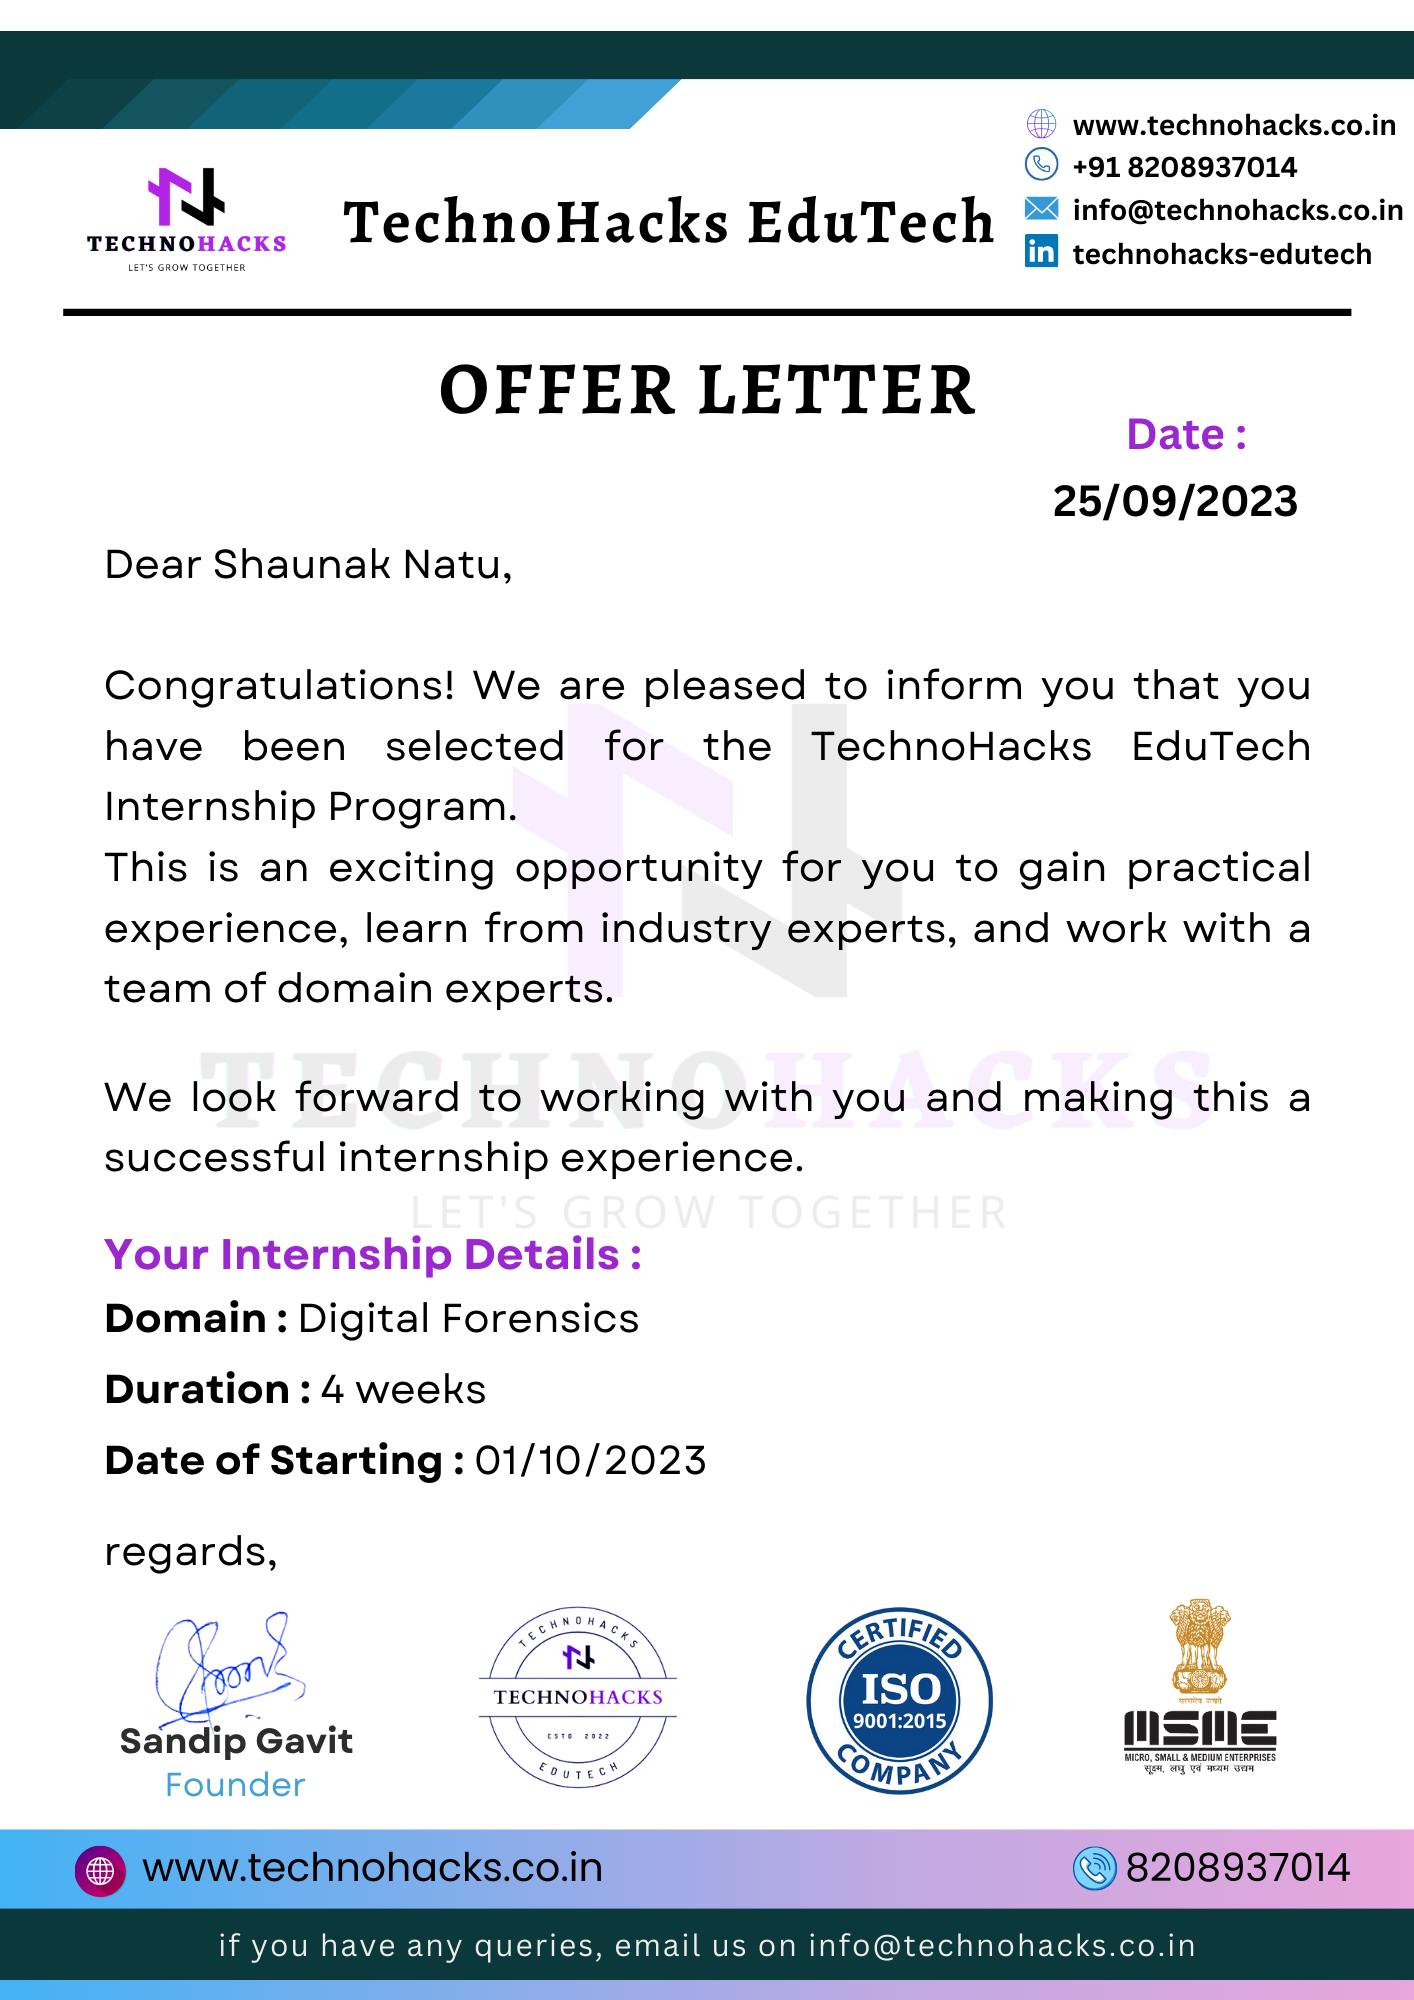 www.technohacks.co.in
+91 8208937014
info@technohacks.co.in
in technohacks-edutech
TECHNOHACKS
LET'S GROW TOGETHER
TechnoHacks EduTech
OFFER LETTER
Date :
25/09/2023
Dear Shaunak Natu,
Congratulations! We are pleased to inform you that you
have been selected for the TechnoHacks EduTech
Internship Program.
This is an exciting opportunity for you to gain practical
experience, learn from industry experts, and work with a
team of domain experts.
TECHNOHACKS
We look forward to working with you and making this a
successful internship experience.
LET'S GROW TOGETHER
Your Internship Details :
Domain : Digital Forensics
Duration : 4 weeks
Date of Starting : 01/10/2023
regards,
Sandip Gavit
Founder
TECHNOHACKS
TECHNOHACKS
ESTD 2022
EDUTECH
CERTIFIED
ISO
9001:2015
COMPANY
सत्यमेव जयते
MSME
MICRO, SMALL & MEDIUM ENTERPRISES
सूक्ष्म, लघु एवं मध्यम उद्यम
www.technohacks.co.in
8208937014
if you have any queries, email us on info@technohacks.co.in